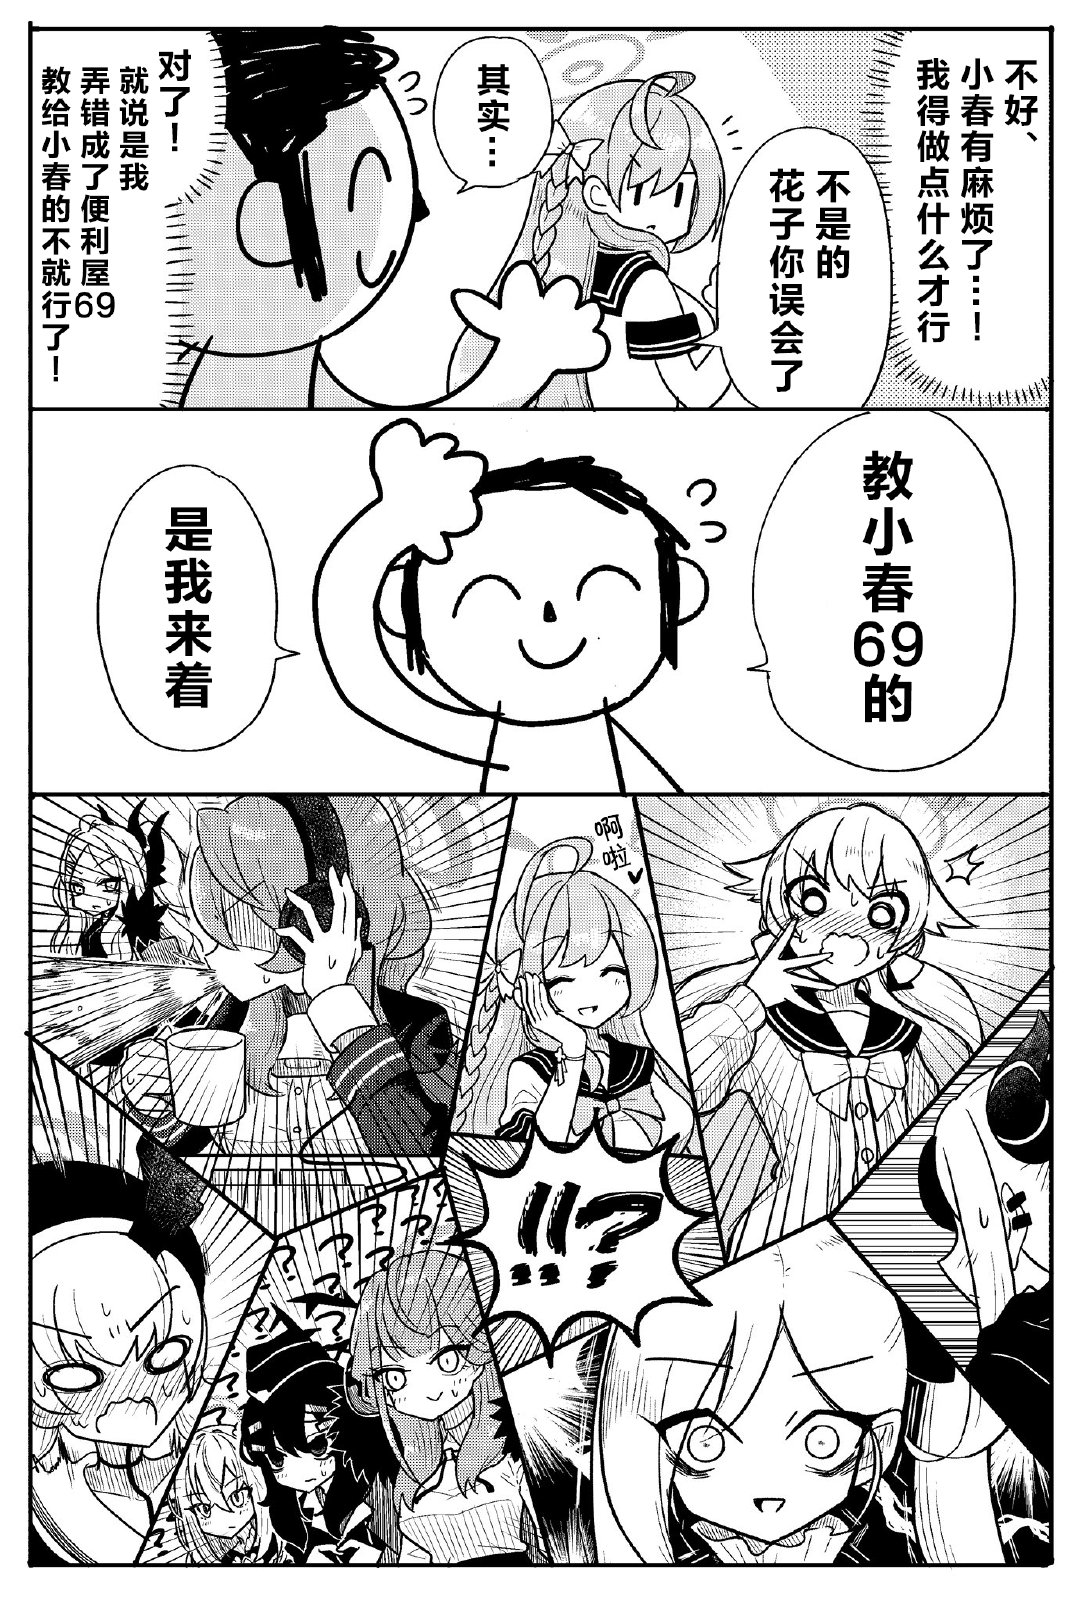 不好、
小春有麻烦了…！
我得做点什么才行
不是的
花子你误会了
其实…
对了！
就说是我
弄错成了便利屋69
教给小春的不就行了！
教小春69的
是我来着
啊
啦♥
!!?
????????